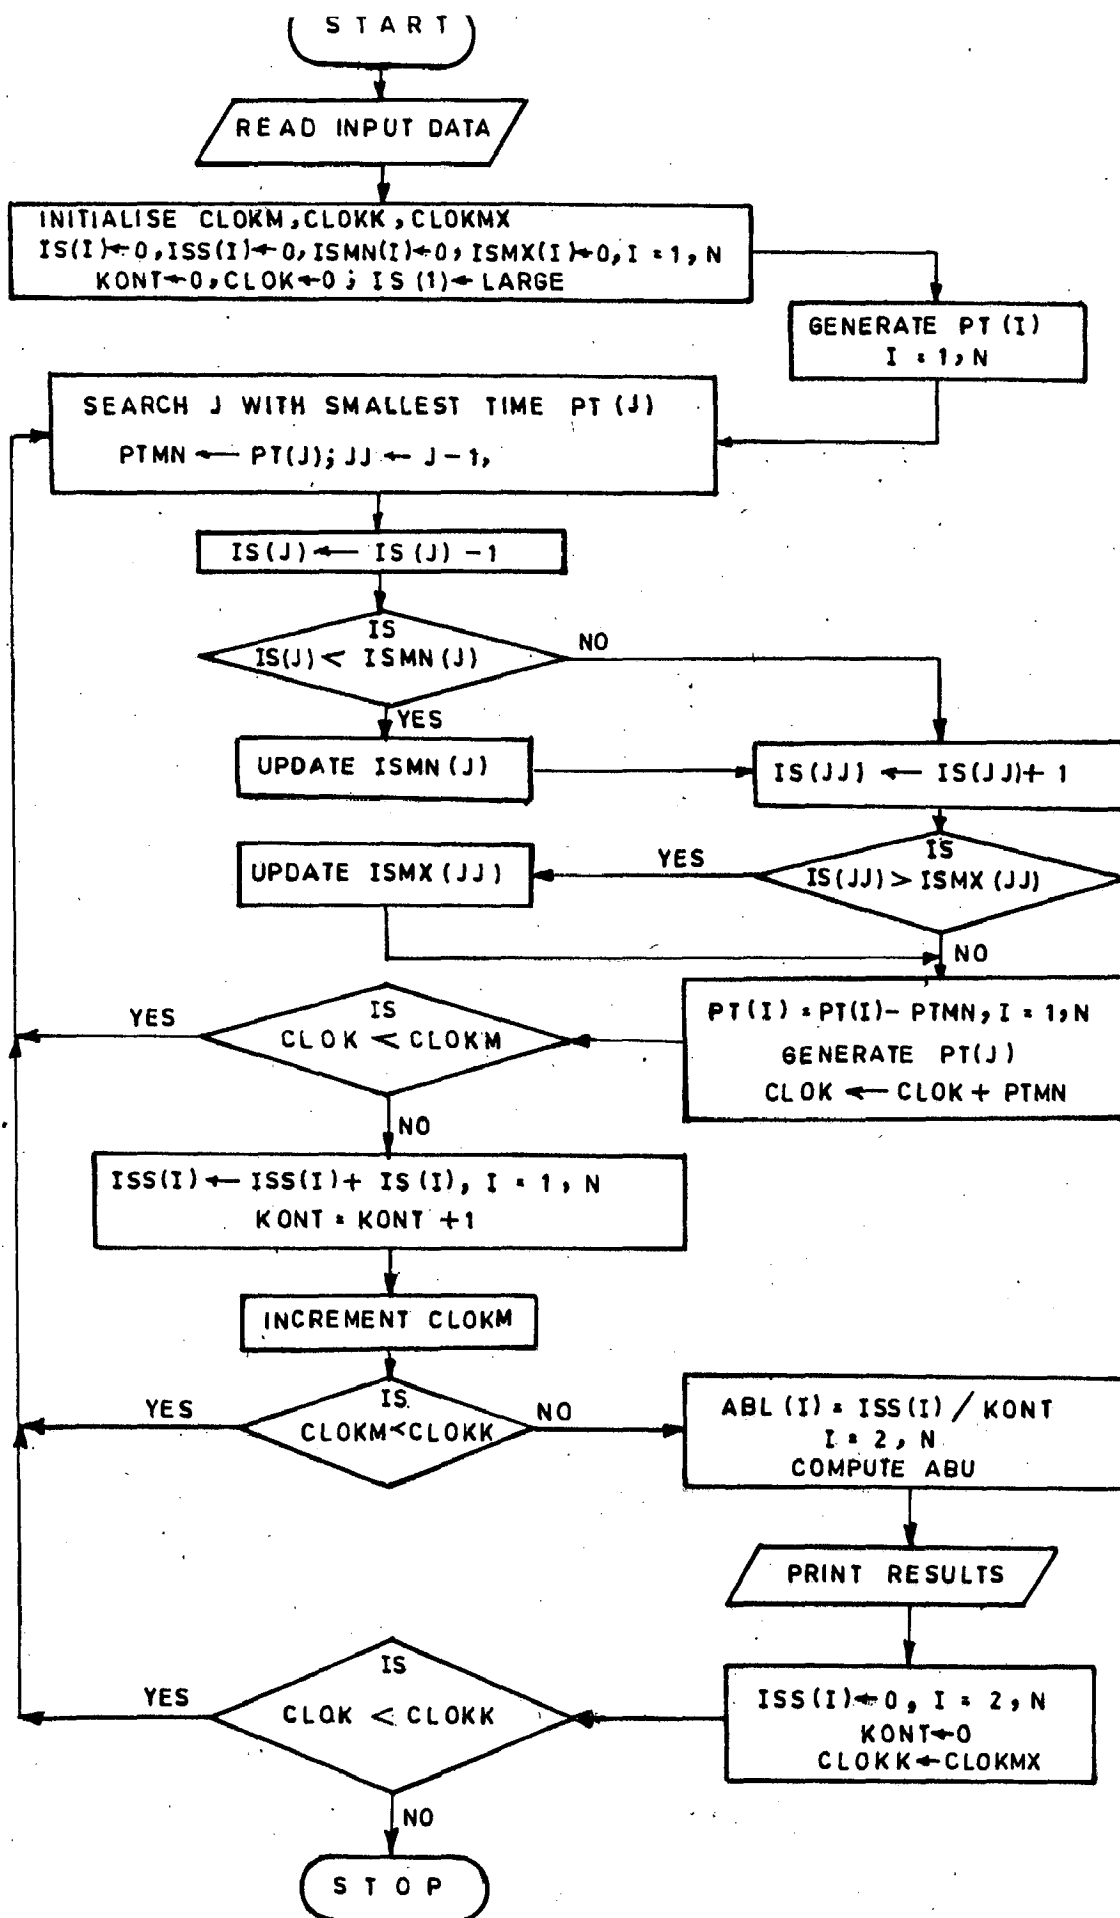 START
READ INPUT DATA
INITIALISE CLOKM,CLOKK,CLOKMX
IS(I)←0,ISS(I)←0,ISMN(I)←0,ISMX(I)←0,I=1,N
KONT←0,CLOK←0; IS(1)←LARGE
GENERATE PT(I)
I=1,N
SEARCH J WITH SMALLEST TIME PT(J)
PTMN ← PT(J); JJ ← J-1,
IS(J) ← IS(J) -1
IS
IS(J) < ISMN(J)
NO
YES
UPDATE ISMN(J)
IS(JJ) ← IS(JJ)+ 1
UPDATE ISMX(JJ)
YES
IS
IS(JJ) > ISMX(JJ)
NO
PT(I)=PT(I)- PTMN, I = 1,N
GENERATE PT(J)
CLOK ← CLOK + PTMN
YES
IS
CLOK < CLOKM
NO
ISS(I) ← ISS(I)+ IS(I), I = 1, N
KONT = KONT +1
INCREMENT CLOKM
YES
IS
CLOKM<CLOKK
NO
ABL(I)=ISS(I)/KONT
I = 2, N
COMPUTE ABU
PRINT RESULTS
ISS(I)←0, I = 2, N
KONT←0
CLOKK←CLOKMX
YES
IS
CLOK < CLOKK
NO
STOP